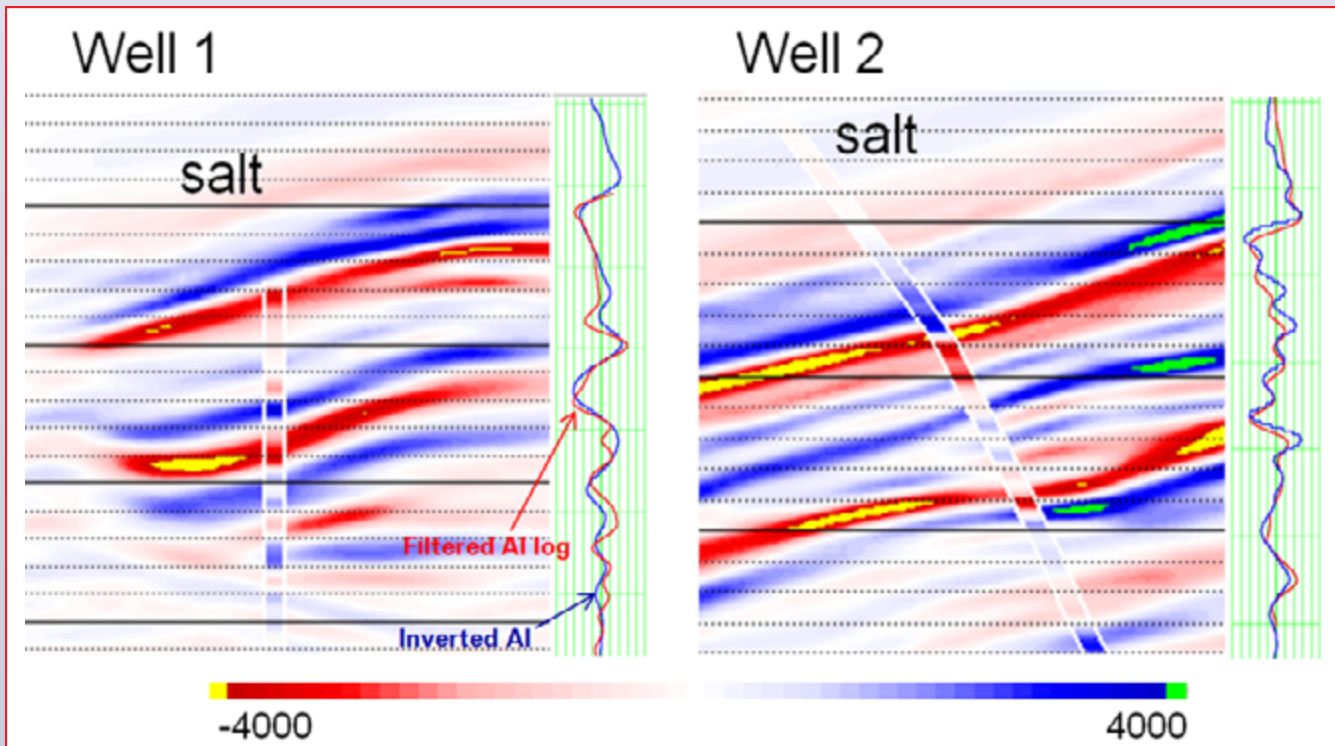 Well 1
Well 2
salt
salt
Filtered AI log
Inverted AI
-4000
4000